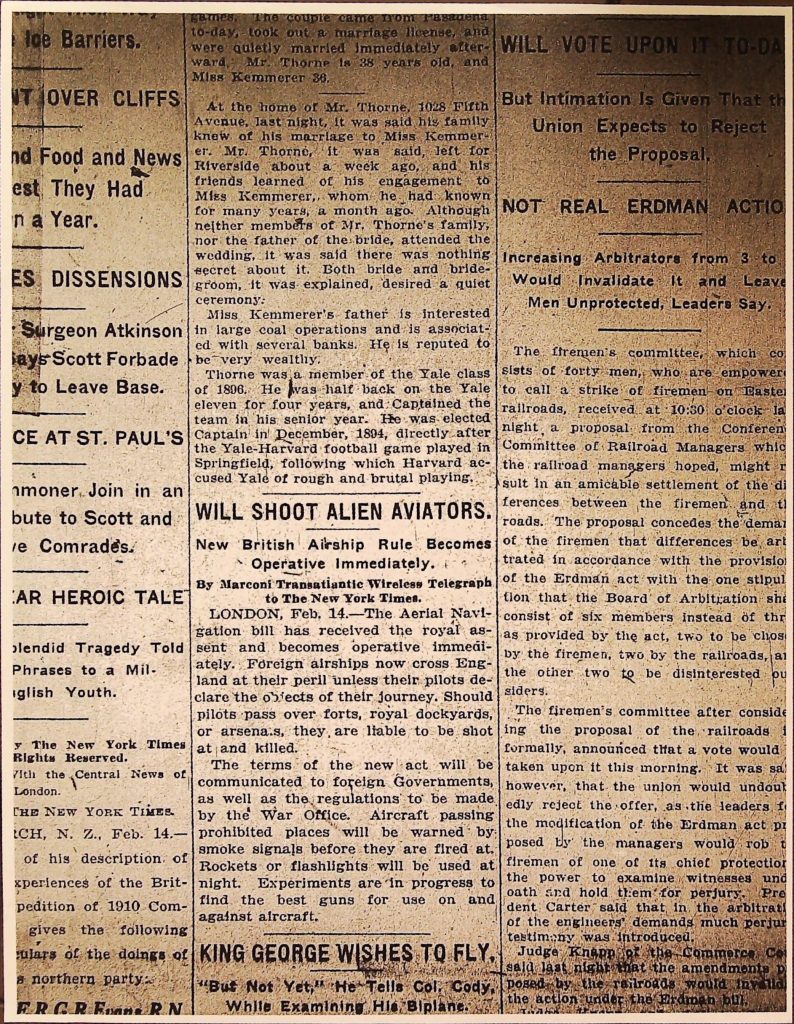 Ice Barriers.
OVER CLIFFS
nd Food and News
est They Had
n a Year.
ES DISSENSIONS
Surgeon Atkinson
ays Scott Forbade
y to Leave Base.
CE AT ST. PAUL'S
mmoner Join in an
bute to Scott and
ve Comrades.
EAR HEROIC TALE
plendid Tragedy Told
Phrases to a Mil-
nglish Youth.
y The New York Times
Rights Reserved.
With the Central News of
London.
THE NEW YORK TIMES.
RCH, N. Z., Feb. 14.—
of his description of
xperiences of the Brit-
pedition of 1910 Com-
gives the following
ulars of the doings of
s northern party:
E.R.G.R. Evans, R.N.
games. The couple came from Pasadena
to-day, took out a marriage license, and
were quietly married immediately after-
ward. Mr. Thorne is 38 years old, and
Miss Kemmerer 36.
At the home of Mr. Thorne, 1028 Fifth
Avenue, last night, it was said his family
knew of his marriage to Miss Kemmer-
er. Mr. Thorne, it was said, left for
Riverside about a week ago, and his
friends learned of his engagement to
Miss Kemmerer, whom he had known
for many years, a month ago. Although
neither members of Mr. Thorne's family,
nor the father of the bride, attended the
wedding, it was said there was nothing
secret about it. Both bride and bride-
groom, it was explained, desired a quiet
ceremony.
Miss Kemmerer's father is interested
in large coal operations and is associat-
ed with several banks. He is reputed to
be very wealthy.
Thorne was a member of the Yale class
of 1896. He was half back on the Yale
eleven for four years, and Captained the
team in his senior year. He was elected
Captain in December, 1894, directly after
the Yale-Harvard football game played in
Springfield, following which Harvard ac-
cused Yale of rough and brutal playing.
WILL SHOOT ALIEN AVIATORS.
New British Airship Rule Becomes
Operative Immediately.
By Marconi Transatlantic Wireless Telegraph
to The New York Times.
LONDON, Feb. 14.—The Aerial Navi-
gation bill has received the royal as-
sent and becomes operative immedi-
ately. Foreign airships now cross Eng-
land at their peril unless their pilots de-
clare the objects of their journey. Should
pilots pass over forts, royal dockyards,
or arsenals, they are liable to be shot
at and killed.
The terms of the new act will be
communicated to foreign Governments,
as well as the regulations to be made
by the War Office. Aircraft passing
prohibited places will be warned by
smoke signals before they are fired at.
Rockets or flashlights will be used at
night. Experiments are in progress to
find the best guns for use on and
against aircraft.
KING GEORGE WISHES TO FLY.
"But Not Yet," He Tells Col. Cody,
While Examining His Biplane.
WILL VOTE UPON IT TO-DA
But Intimation Is Given That th
Union Expects to Reject
the Proposal.
NOT REAL ERDMAN ACTIO
Increasing Arbitrators from 3 to
Would Invalidate It and Leave
Men Unprotected, Leaders Say.
The firemen's committee, which co
sists of forty men, who are empowere
to call a strike of firemen on Easte
railroads, received at 10:30 o'clock la
night a proposal from the Conferen
Committee of Railroad Managers whic
the railroad managers hoped, might r
sult in an amicable settlement of the di
ferences between the firemen and t
roads. The proposal concedes the dema
of the firemen that differences be arb
trated in accordance with the provisio
of the Erdman act with the one stipul
tion that the Board of Arbitration sh
consist of six members instead of thr
as provided by the act, two to be chos
by the firemen, two by the railroads, a
the other two to be disinterested ou
siders.
The firemen's committee after conside
ing the proposal of the railroads i
formally, announced that a vote would
taken upon it this morning. It was sa
however, that the union would undou
edly reject the offer, as the leaders f
the modification of the Erdman act pr
posed by the managers would rob t
firemen of one of its chief protection
the power to examine witnesses und
oath and hold them for perjury. Pre
dent Carter said that in the arbitrati
of the engineers' demands much perju
testimony was introduced.
Judge Knapp of the Commerce Co
said last night that the amendments p
posed by the railroads would invalid
the action under the Erdman bill.